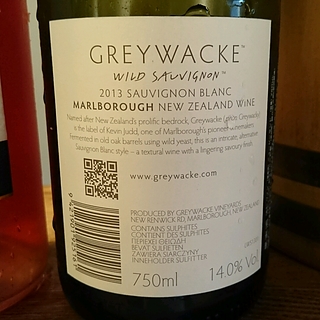 GREYWACKE™
WILD SAUVIGNON™
2013 SAUVIGNON BLANC
MARLBOROUGH NEW ZEALAND WINE
Named after New Zealand's prolific bedrock, Greywacke (pron: Greywacky)
is the label of Kevin Judd, one of Marlborough's pioneer winemakers.
Fermented in old oak barrels using wild yeast, this is an intricate, alternative
Sauvignon Blanc style – a textural wine with a lingering savoury finish.
www.greywacke.com
PRODUCED BY GREYWACKE VINEYARDS
NEW RENWICK RD, MARLBOROUGH, NEW ZEALAND
CONTAINS SULPHITES
CONTIENT DES SULPHITES
ΠΕΡΙΕΧΕΙ ΘΕΙΩΔΗ
BEVAT SULFIETEN
ZAWIERA SIARCZYNY
INNEHOLDER SULFITTER
750ml 14.0% Vol